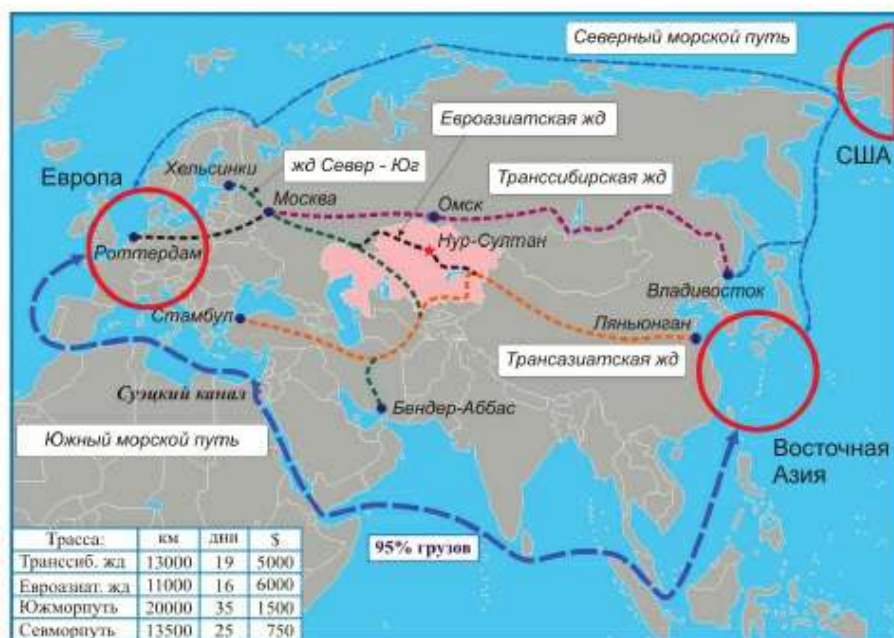 Северный морской путь
Евроазиатская жд
США
Хельсинки
жд Север - Юг
Европа
Москва
Омск
Транссибирская жд
Роттердам
Нур-Султан
Владивосток
Стамбул
Ляньюнган
Трансазиатская жд
Суэцкий канал
Бендер-Аббас
Южный морской путь
Восточная
Азия
95% грузов
Трасса: км дни $
Транссиб. жд 13000 19 5000
Евроазиат. жд 11000 16 6000
Южморпуть 20000 35 1500
Севморпуть 13500 25 750